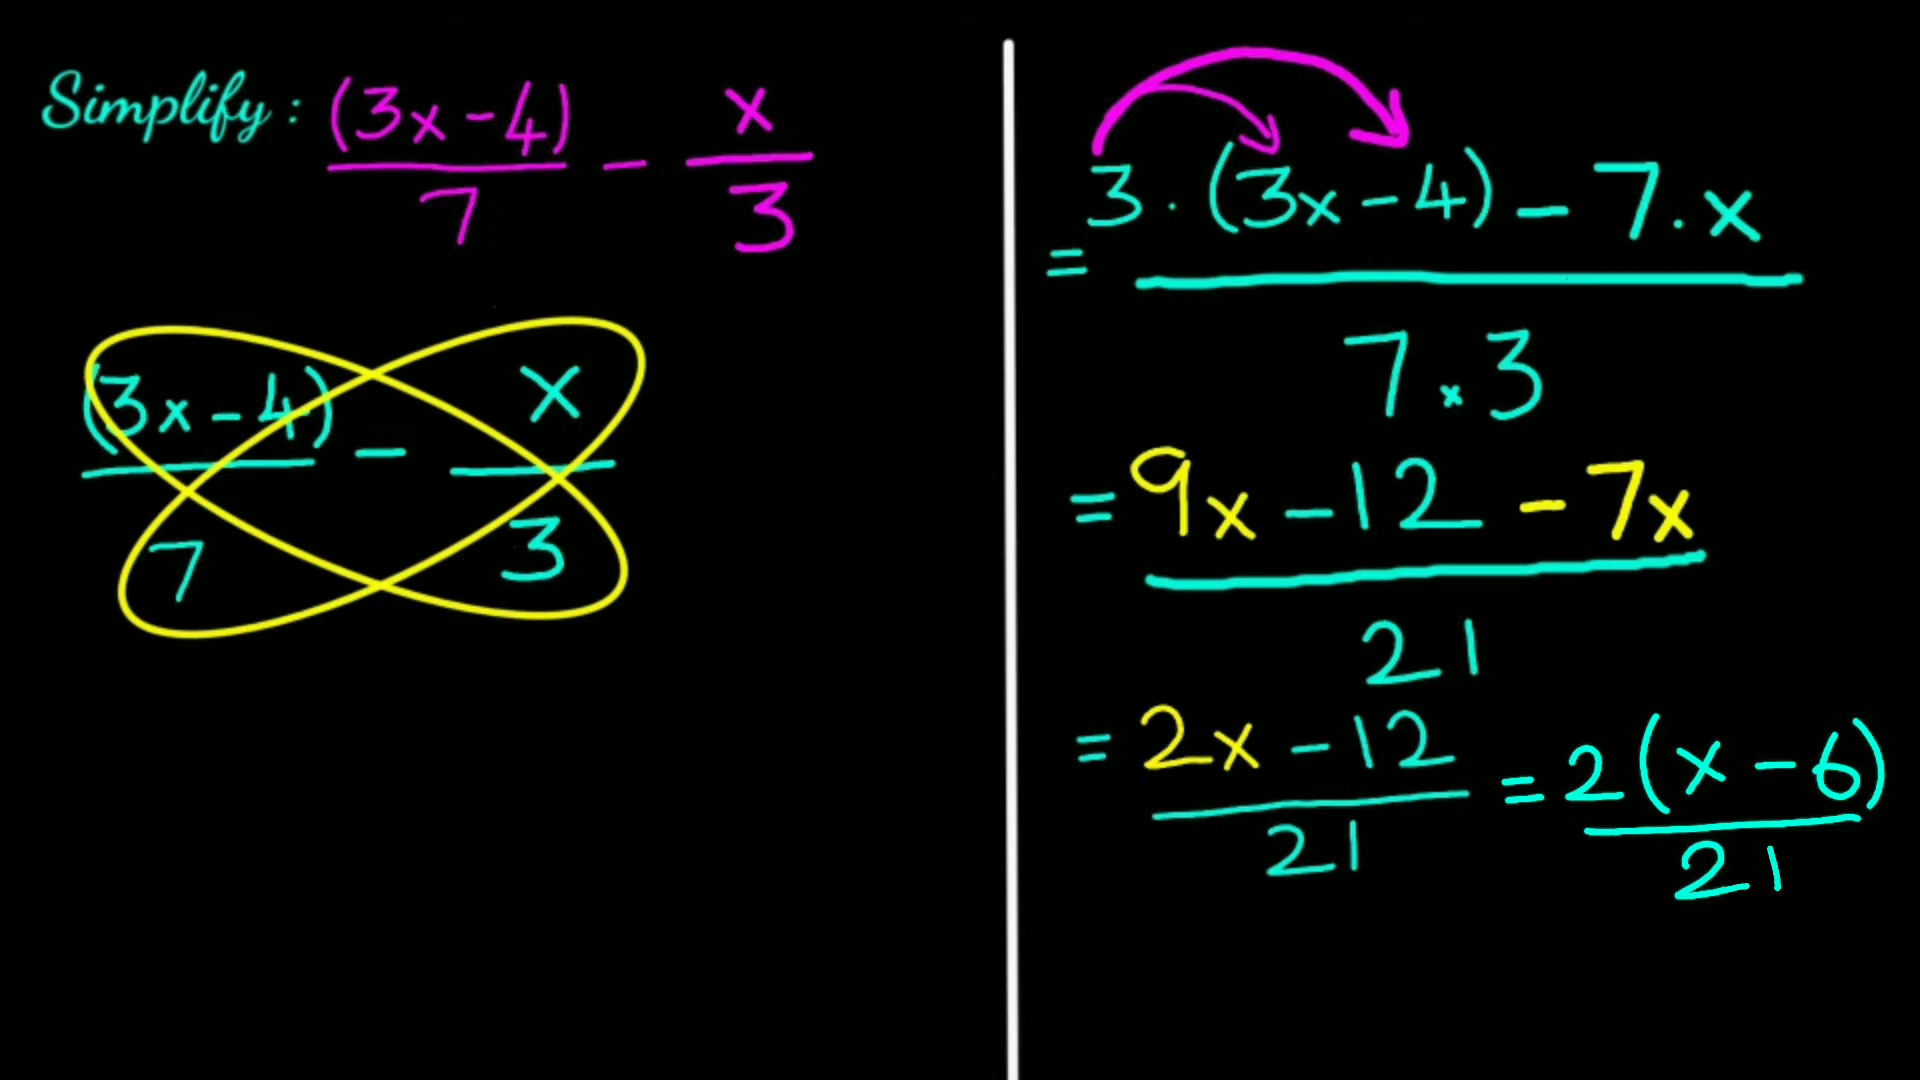 Simplify : (3x - 4)/7 - x/3
(3x - 4)/7 - x/3
= 3 . (3x - 4) - 7 . x
7 × 3
= 9x - 12 - 7x
21
= 2x - 12 = 2(x - 6)
21 21